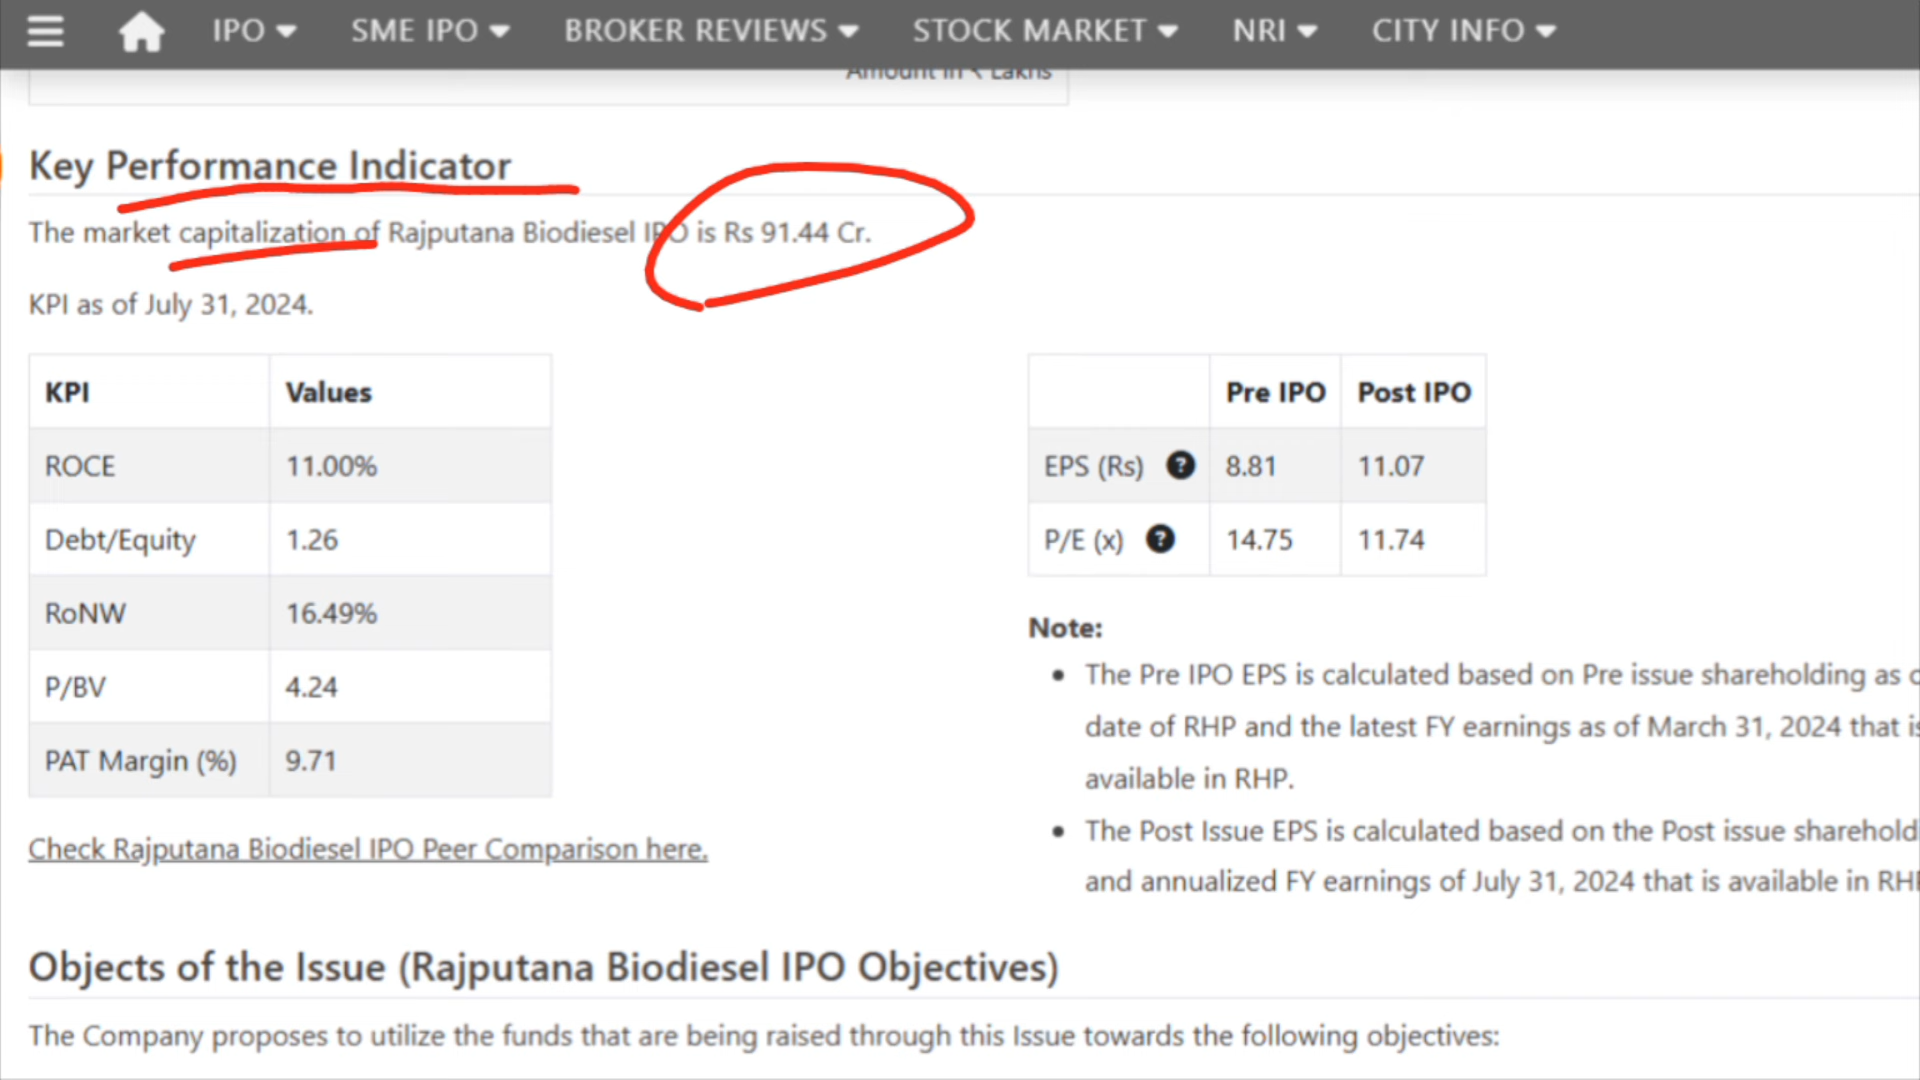 IPO SME IPO BROKER REVIEWS STOCK MARKET NRI CITY INFO
Amount in ₹ Lakhs
Key Performance Indicator
The market capitalization of Rajputana Biodiesel IPO is Rs 91.44 Cr.
KPI as of July 31, 2024.
KPI Values
ROCE 11.00%
Debt/Equity 1.26
RoNW 16.49%
P/BV 4.24
PAT Margin (%) 9.71
Check Rajputana Biodiesel IPO Peer Comparison here.
Pre IPO Post IPO
EPS (Rs) ? 8.81 11.07
P/E (x) ? 14.75 11.74
Note:
• The Pre IPO EPS is calculated based on Pre issue shareholding as
date of RHP and the latest FY earnings as of March 31, 2024 that is
available in RHP.
• The Post Issue EPS is calculated based on the Post issue sharehold
and annualized FY earnings of July 31, 2024 that is available in RHP
Objects of the Issue (Rajputana Biodiesel IPO Objectives)
The Company proposes to utilize the funds that are being raised through this Issue towards the following objectives: